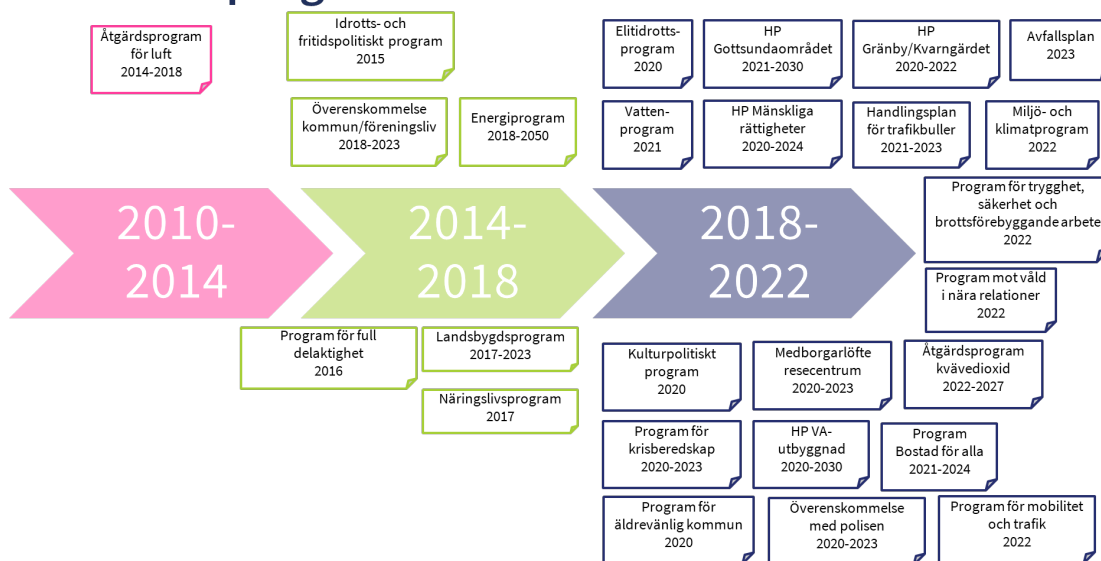 Åtgärdsprogram
för luft
2014-2018
Idrotts- och
fritidspolitiskt program
2015
Överenskommelse
kommun/föreningsliv
2018-2023
Energiprogram
2018-2050
Elitidrotts-
program
2020
HP
Gottsundaområdet
2021-2030
HP
Gränby/Kvarngärdet
2020-2022
Avfallsplan
2023
Vatten-
program
2021
HP Mänskliga
rättigheter
2020-2024
Handlingsplan
för trafikbuller
2021-2023
Miljö- och
klimatprogram
2022
Program för trygghet,
säkerhet och
brottsförebyggande arbete
2022
Program mot våld
i nära relationer
2022
2010-
2014
2014-
2018
2018-
2022
Program för full
delaktighet
2016
Landsbygdsprogram
2017-2023
Näringslivsprogram
2017
Kulturpolitiskt
program
2020
Medborgarlöfte
resecentrum
2020-2023
Åtgärdsprogram
kvävedioxid
2022-2027
Program för
krisberedskap
2020-2023
HP VA-
utbyggnad
2020-2030
Program
Bostad för alla
2021-2024
Program för
äldrevänlig kommun
2020
Överenskommelse
med polisen
2020-2023
Program för mobilitet
och trafik
2022